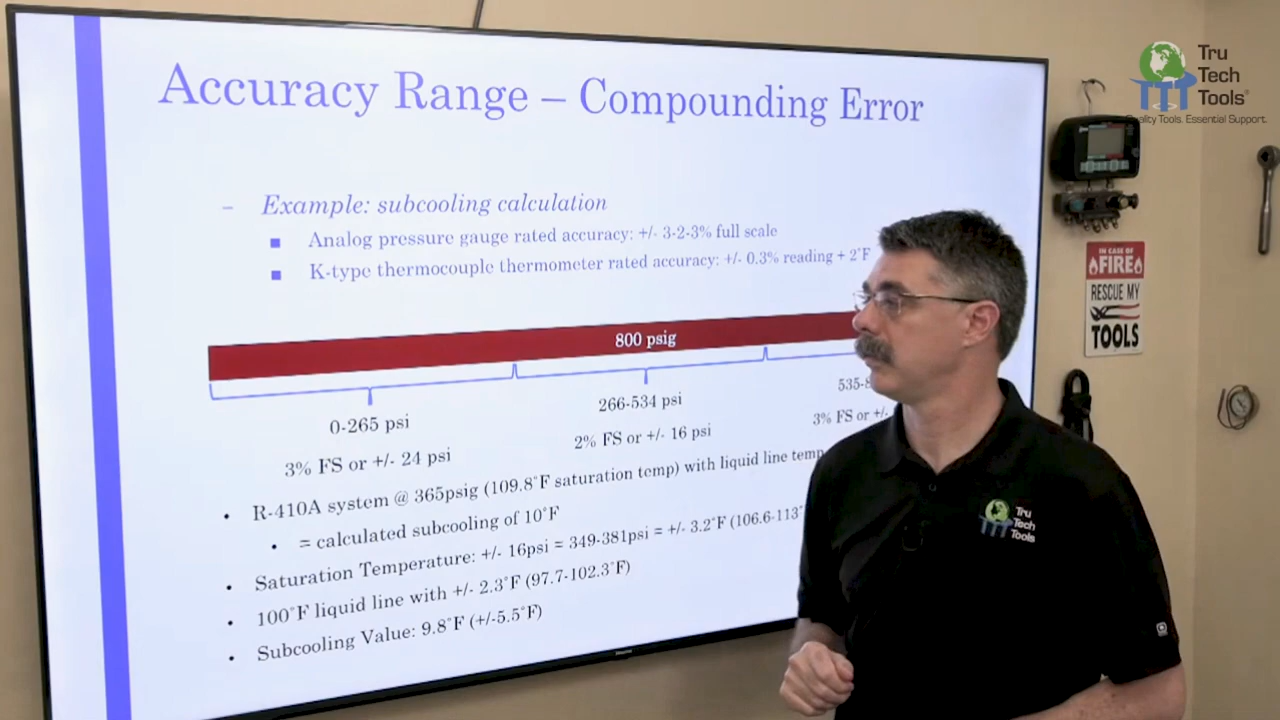 Accuracy Range – Compounding Error
– Example: subcooling calculation
■ Analog pressure gauge rated accuracy: +/- 3-2-3% full scale
■ K-type thermocouple thermometer rated accuracy: +/- 0.3% reading + 2°F
800 psig
0-265 psi
266-534 psi
535-8
3% FS or +/- 24 psi
2% FS or +/- 16 psi
3% FS or +/-
• R-410A system @ 365psig (109.8°F saturation temp) with liquid line temp
• = calculated subcooling of 10°F
• Saturation Temperature: +/- 16psi = 349-381psi = +/- 3.2°F (106.6-113°
• 100°F liquid line with +/- 2.3°F (97.7-102.3°F)
• Subcooling Value: 9.8°F (+/-5.5°F)
Tru
Tech
Tools®
Quality Tools. Essential Support.
IN CASE OF
FIRE
RESCUE MY
TOOLS
Tru
Tech
Tools